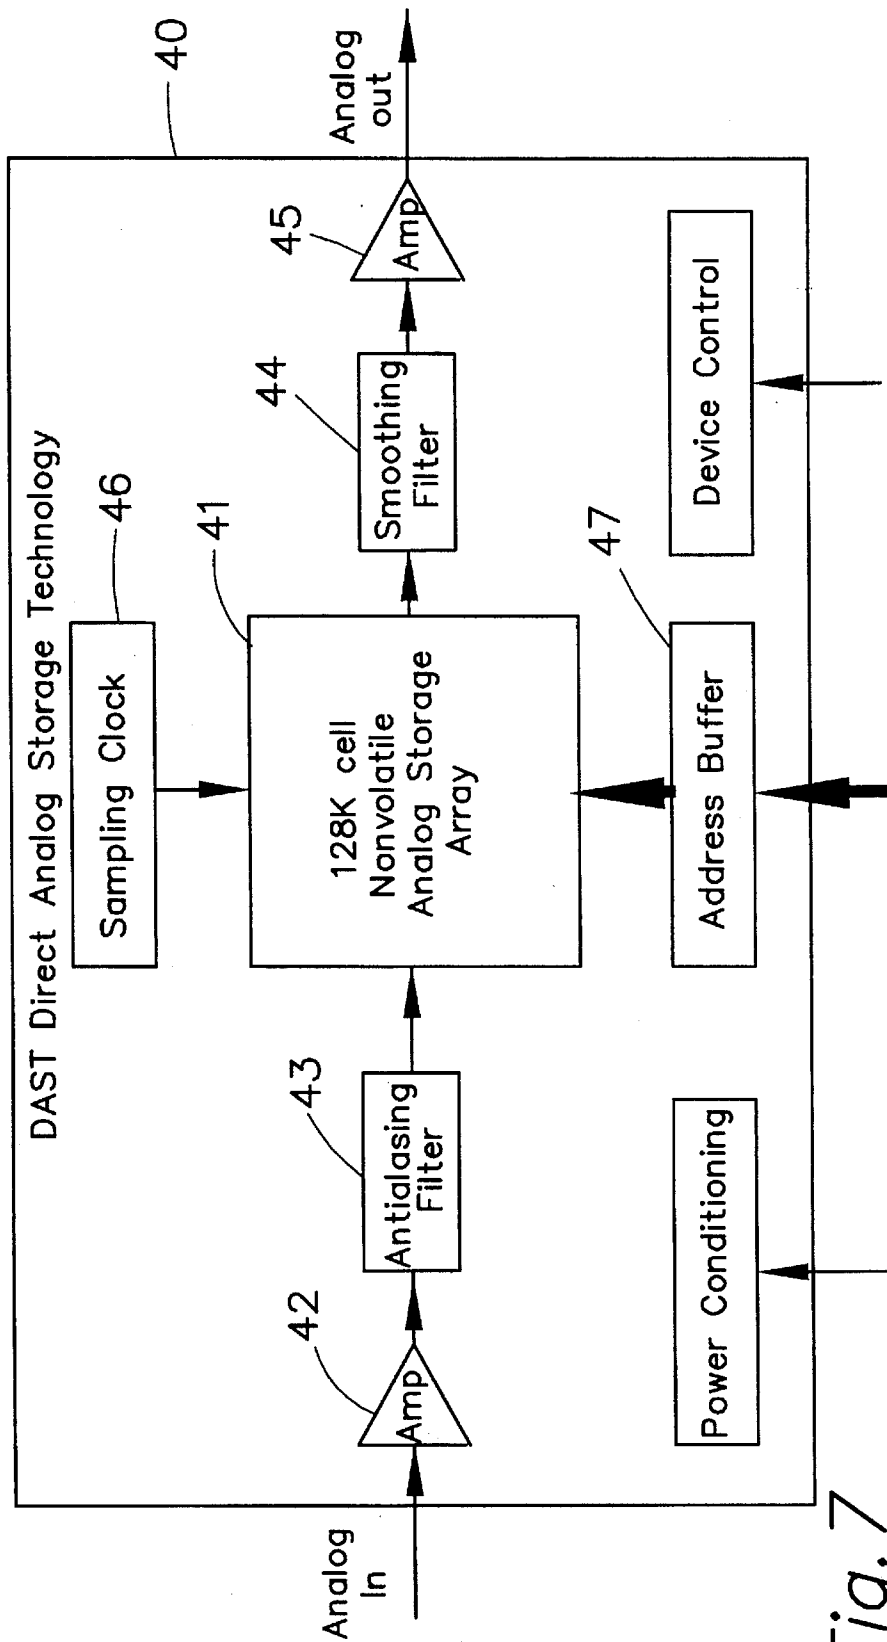 DAST Direct Analog Storage Technology
40
Sampling Clock
46
Analog
In
Amp
42
Antialasing
Filter
43
128K cell
Nonvolatile
Analog Storage
Array
41
Smoothing
Filter
44
Amp
45
Analog
out
Power Conditioning
Address Buffer
47
Device Control
Fig. 7